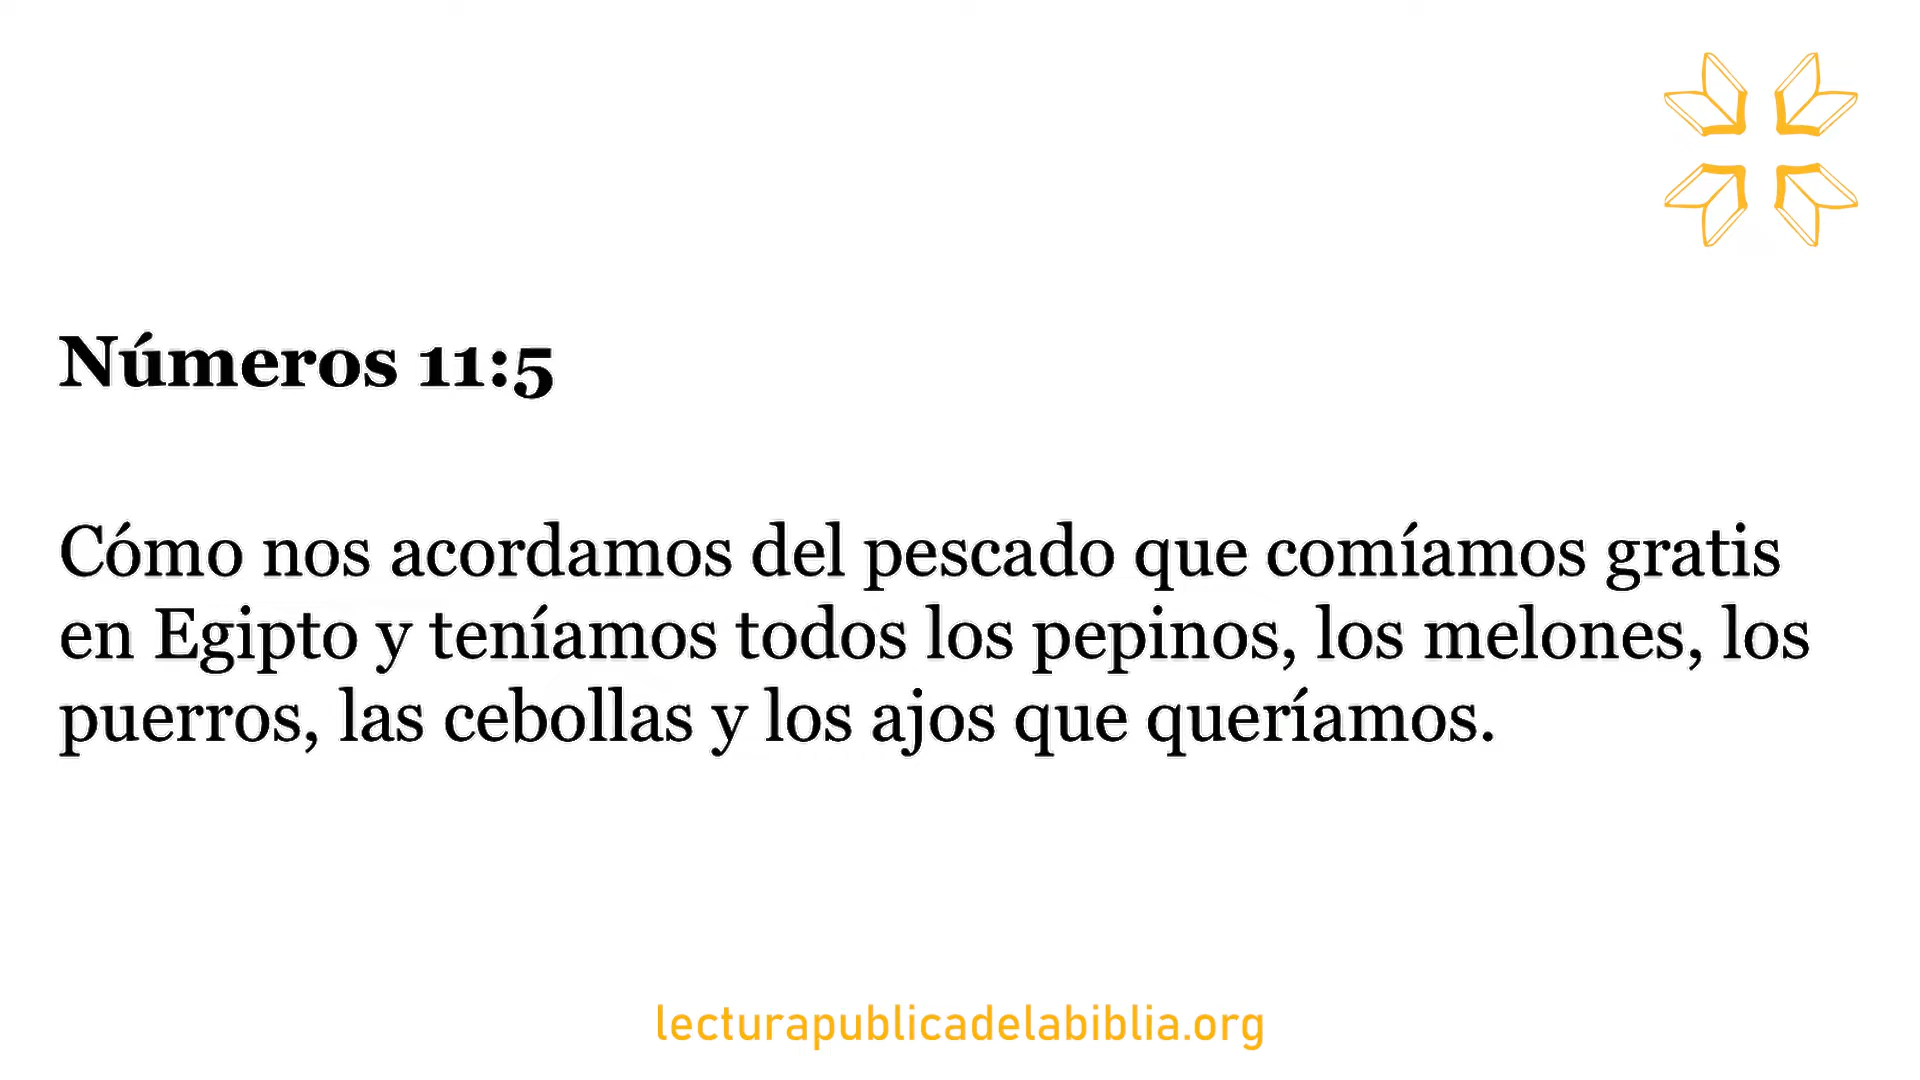 Números 11:5
Cómo nos acordamos del pescado que comíamos gratis
en Egipto y teníamos todos los pepinos, los melones, los
puerros, las cebollas y los ajos que queríamos.
lecturapublicadelabiblia.org